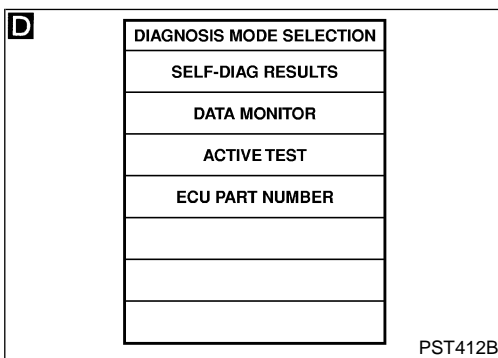 D
DIAGNOSIS MODE SELECTION
SELF-DIAG RESULTS
DATA MONITOR
ACTIVE TEST
ECU PART NUMBER
PST412B